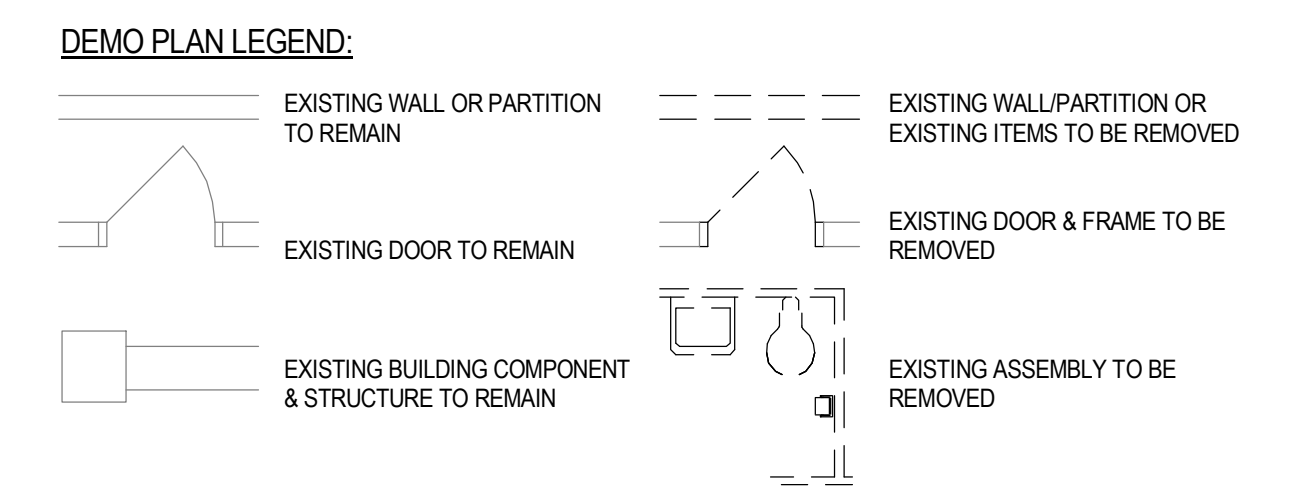 DEMO PLAN LEGEND:
EXISTING WALL OR PARTITION
TO REMAIN
EXISTING DOOR TO REMAIN
EXISTING BUILDING COMPONENT
& STRUCTURE TO REMAIN
EXISTING WALL/PARTITION OR
EXISTING ITEMS TO BE REMOVED
EXISTING DOOR & FRAME TO BE
REMOVED
EXISTING ASSEMBLY TO BE
REMOVED